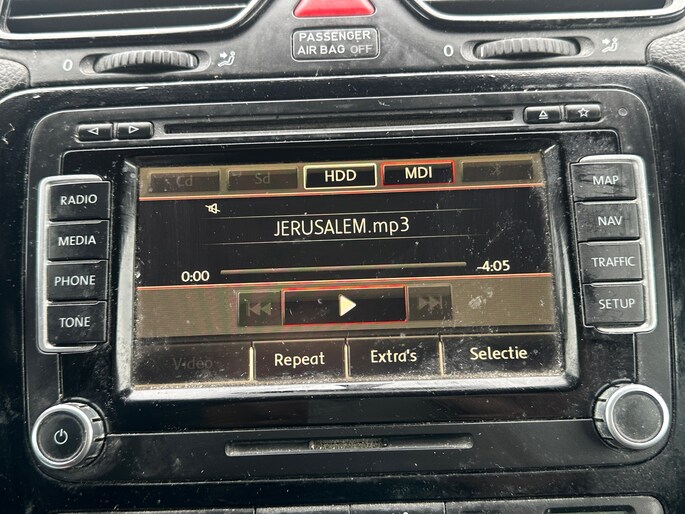 PASSENGER
AIR BAG OFF
0
0
RADIO
MEDIA
PHONE
TONE
Cd
Sd
HDD
MDI
JERUSALEM.mp3
0:00
-4:05
Video
Repeat
Extra's
Selectie
MAP
NAV
TRAFFIC
SETUP